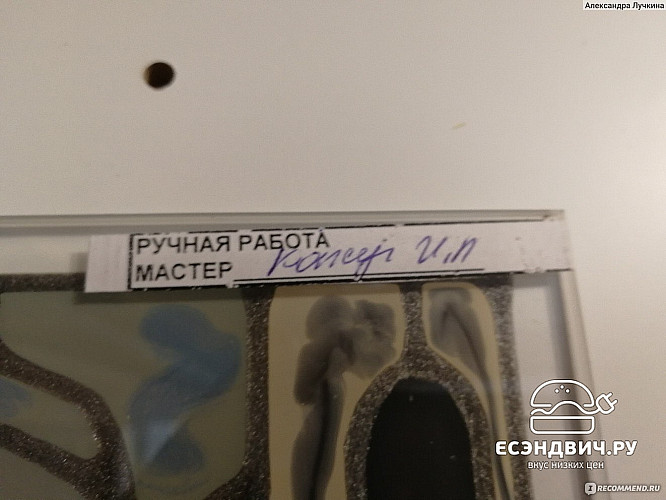 Александра Лучкина
РУЧНАЯ РАБОТА
МАСТЕР И.П
ЕСЭНДВИЧ.РУ
вкус низких цен
RECOMMEND.RU